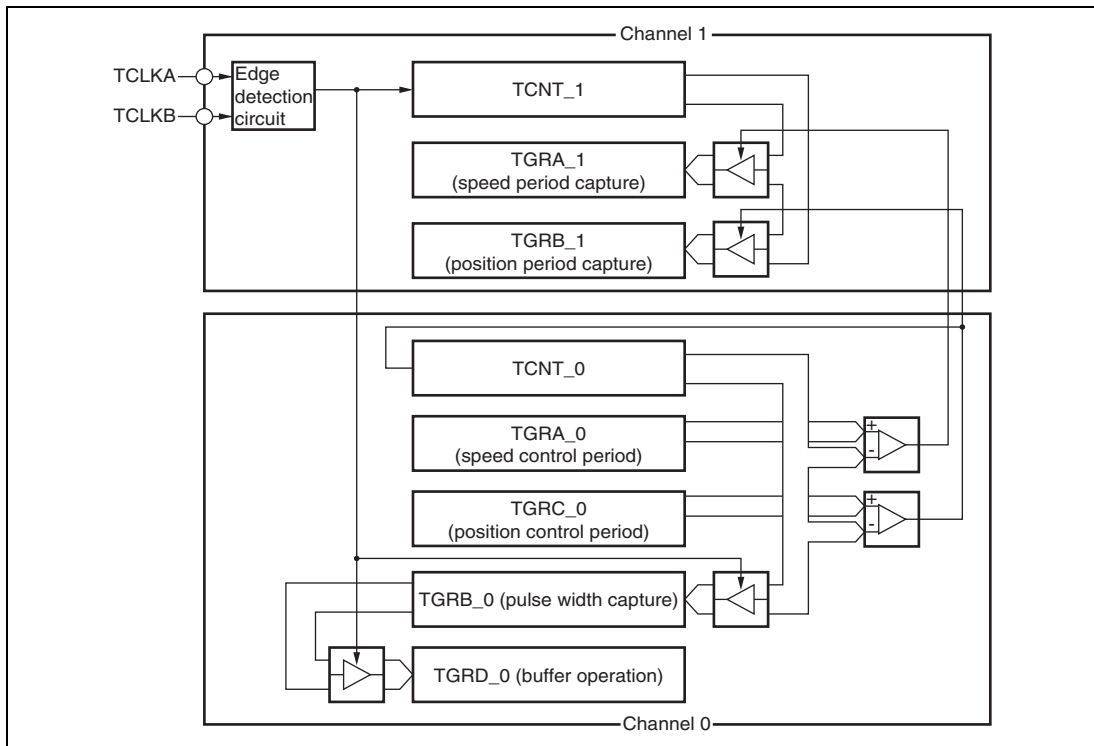 Channel 1
TCLKA
TCLKB
Edge
detection
circuit
TCNT_1
TGRA_1
(speed period capture)
TGRB_1
(position period capture)
TCNT_0
TGRA_0
(speed control period)
+
-
TGRC_0
(position control period)
+
-
TGRB_0 (pulse width capture)
TGRD_0 (buffer operation)
Channel 0